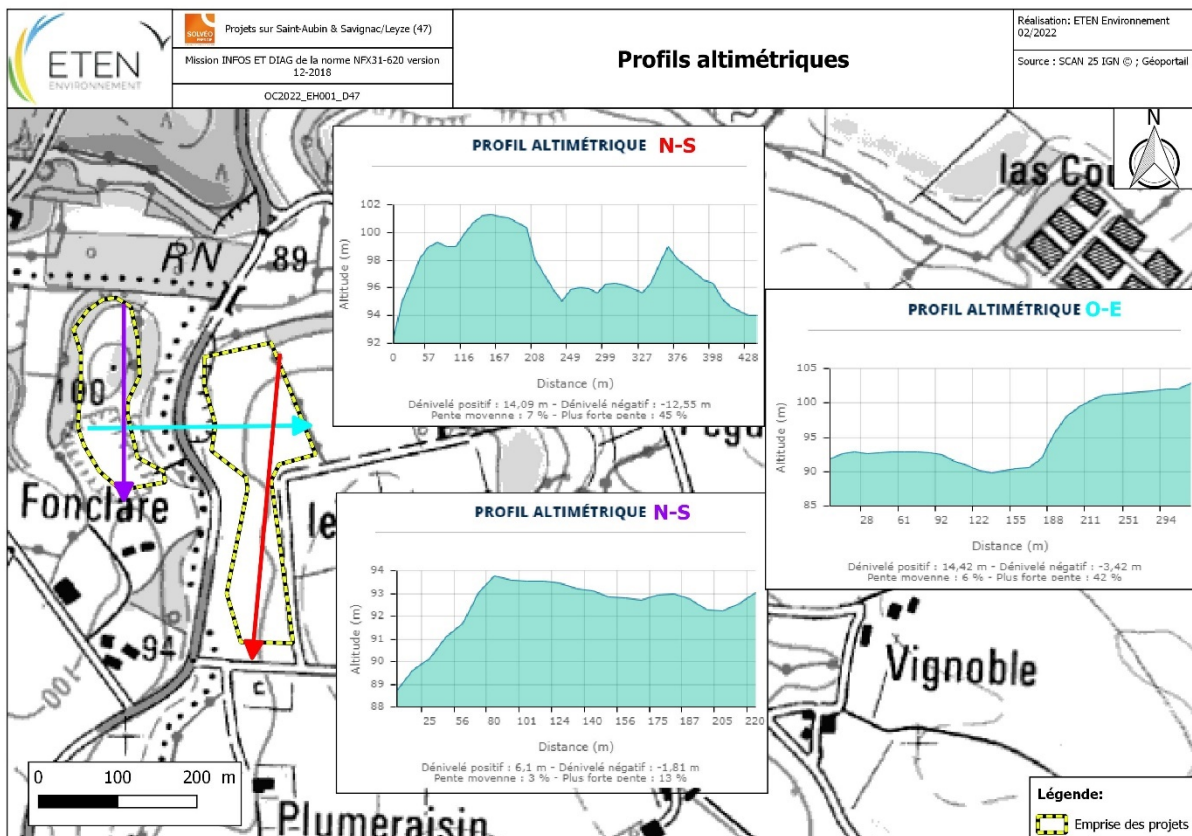 ETEN
ENVIRONNEMENT
SOLVÉO
Projets sur Saint-Aubin & Savignac/Leyze (47)
Mission INFOS ET DIAG de la norme NFX31-620 version
12-2018
OC2022_EH001_D47
Profils altimétriques
Réalisation: ETEN Environnement
02/2022
Source : SCAN 25 IGN © ; Géoportail
N
las Cou
RN
89
100
Fonclare
le
94
100
Vignoble
Plumeraisin
PROFIL ALTIMÉTRIQUE N-S
Altitude (m)
102
100
98
96
94
92
0 57 116 167 208 249 299 327 376 398 428
Distance (m)
Dénivelé positif : 14,09 m - Dénivelé négatif : -12,55 m
Pente moyenne : 7 % - Plus forte pente : 45 %
PROFIL ALTIMÉTRIQUE O-E
Altitude (m)
105
100
95
90
85
28 61 92 122 155 188 211 251 294
Distance (m)
Dénivelé positif : 14,42 m - Dénivelé négatif : -3,42 m
Pente moyenne : 6 % - Plus forte pente : 42 %
PROFIL ALTIMÉTRIQUE N-S
Altitude (m)
94
93
92
91
90
89
88
25 56 80 101 124 140 156 175 187 205 220
Distance (m)
Dénivelé positif : 6,1 m - Dénivelé négatif : -1,81 m
Pente moyenne : 3 % - Plus forte pente : 13 %
0 100 200 m
Légende:
Emprise des projets